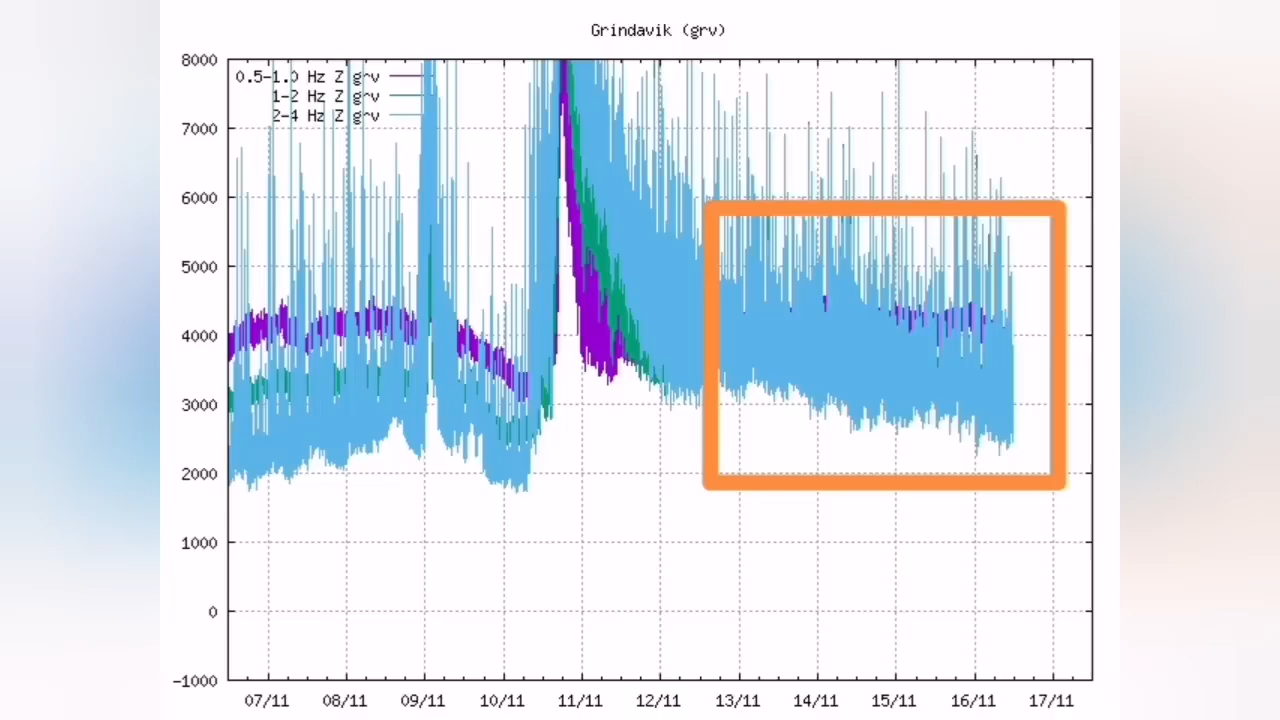 Grindavik (grv)
8000
0.5-1.0 Hz Z grv
1-2 Hz Z grv
2-4 Hz Z grv
7000
6000
5000
4000
3000
2000
1000
0
-1000
07/11 08/11 09/11 10/11 11/11 12/11 13/11 14/11 15/11 16/11 17/11